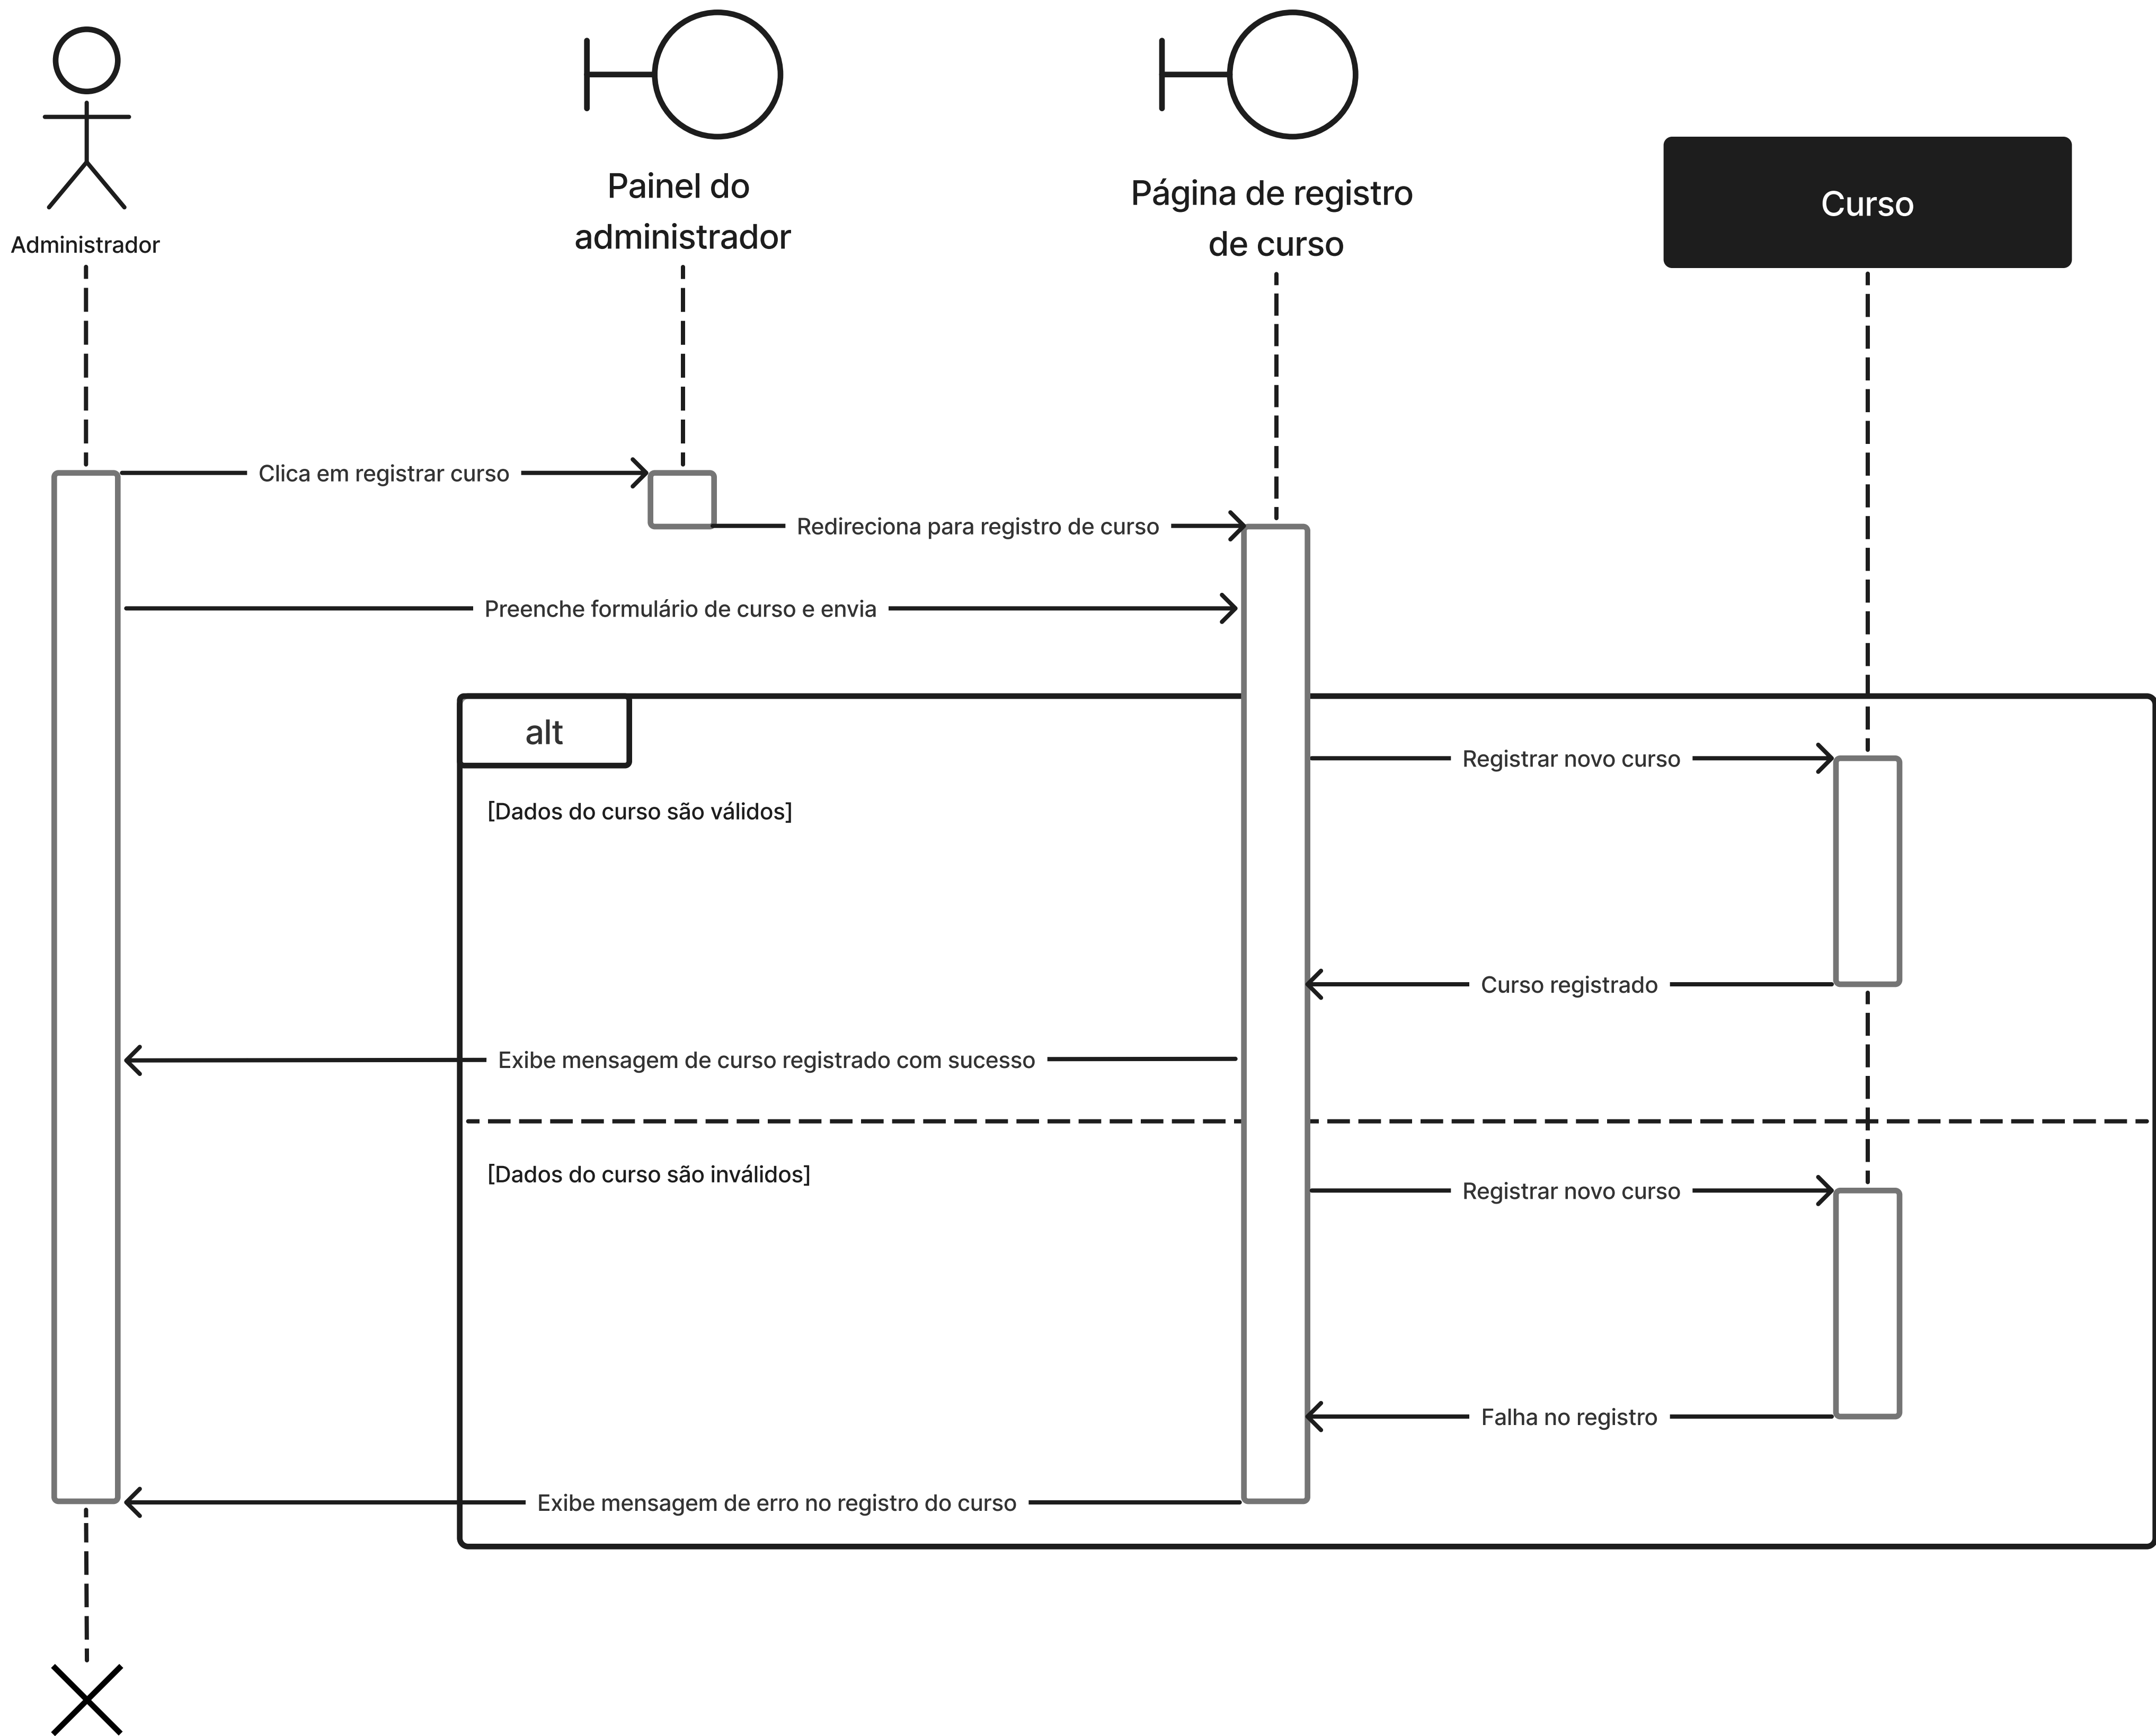 Administrador
Painel do
administrador
Página de registro
de curso
Curso
Clica em registrar curso
Redireciona para registro de curso
Preenche formulário de curso e envia
alt
Registrar novo curso
[Dados do curso são válidos]
Curso registrado
Exibe mensagem de curso registrado com sucesso
[Dados do curso são inválidos]
Registrar novo curso
Falha no registro
Exibe mensagem de erro no registro do curso